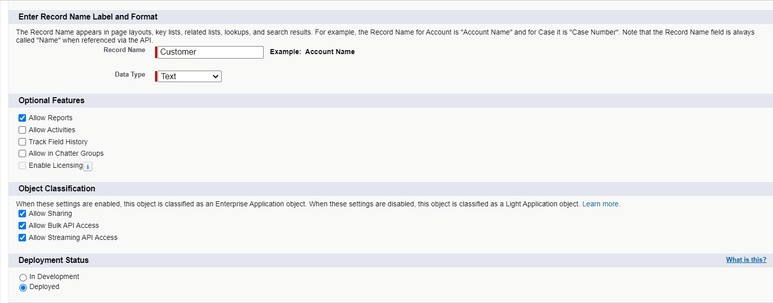 Enter Record Name Label and Format
The Record Name appears in page layouts, key lists, related lists, lookups, and search results. For example, the Record Name for Account is "Account Name" and for Case it is "Case Number". Note that the Record Name field is always
called "Name" when referenced via the API.
Record Name Customer Example: Account Name
Data Type Text
Optional Features
Allow Reports
Allow Activities
Track Field History
Allow in Chatter Groups
Enable Licensing i
Object Classification
When these settings are enabled, this object is classified as an Enterprise Application object. When these settings are disabled, this object is classified as a Light Application object. Learn more.
Allow Sharing
Allow Bulk API Access
Allow Streaming API Access
Deployment Status What is this?
In Development
Deployed